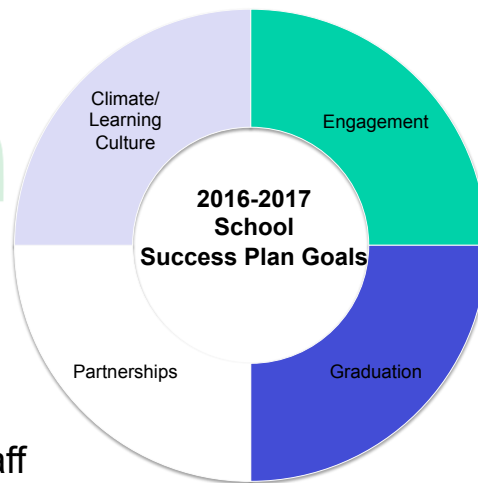 Climate/
Learning
Culture
Engagement
2016-2017
School
Success Plan Goals
Partnerships
Graduation